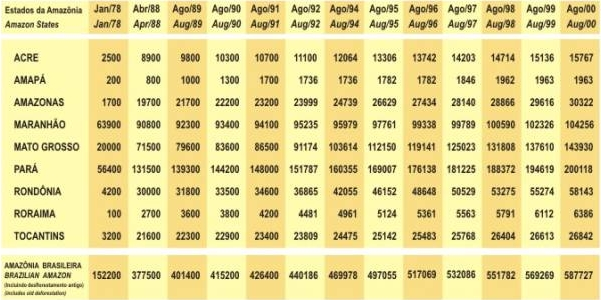 Estados da Amazônia Jan/78 Abr/88 Ago/89 Ago/90 Ago/91 Ago/92 Ago/94 Ago/95 Ago/96 Ago/97 Ago/98 Ago/99 Ago/00
Amazon States Jan/78 Apr/88 Aug/89 Aug/90 Aug/91 Aug/92 Aug/94 Aug/95 Aug/96 Aug/97 Aug/98 Aug/99 Aug/00
ACRE 2500 8900 9800 10300 10700 11100 12064 13306 13742 14203 14714 15136 15767
AMAPÁ 200 800 1000 1300 1700 1736 1736 1782 1782 1846 1962 1963 1963
AMAZONAS 1700 19700 21700 22200 23200 23999 24739 26629 27434 28140 28866 29616 30322
MARANHÃO 63900 90800 92300 93400 94100 95235 95979 97761 99338 99789 100590 102326 104256
MATO GROSSO 20000 71500 79600 83600 86500 91174 103614 112150 119141 125023 131808 137610 143930
PARÁ 56400 131500 139300 144200 148000 151787 160355 169007 176138 181225 188372 194619 200118
RONDÔNIA 4200 30000 31800 33500 34600 36865 42055 46152 48648 50529 53275 55274 58143
RORAIMA 100 2700 3600 3800 4200 4481 4961 5124 5361 5563 5791 6112 6386
TOCANTINS 3200 21600 22300 22900 23400 23809 24475 25142 25483 25768 26404 26613 26842
AMAZÔNIA BRASILEIRA
BRAZILIAN AMAZON 152200 377500 401400 415200 426400 440186 469978 497055 517069 532086 551782 569269 587727
(Incluindo desflorestamento antigo)
(includes old deforestation)